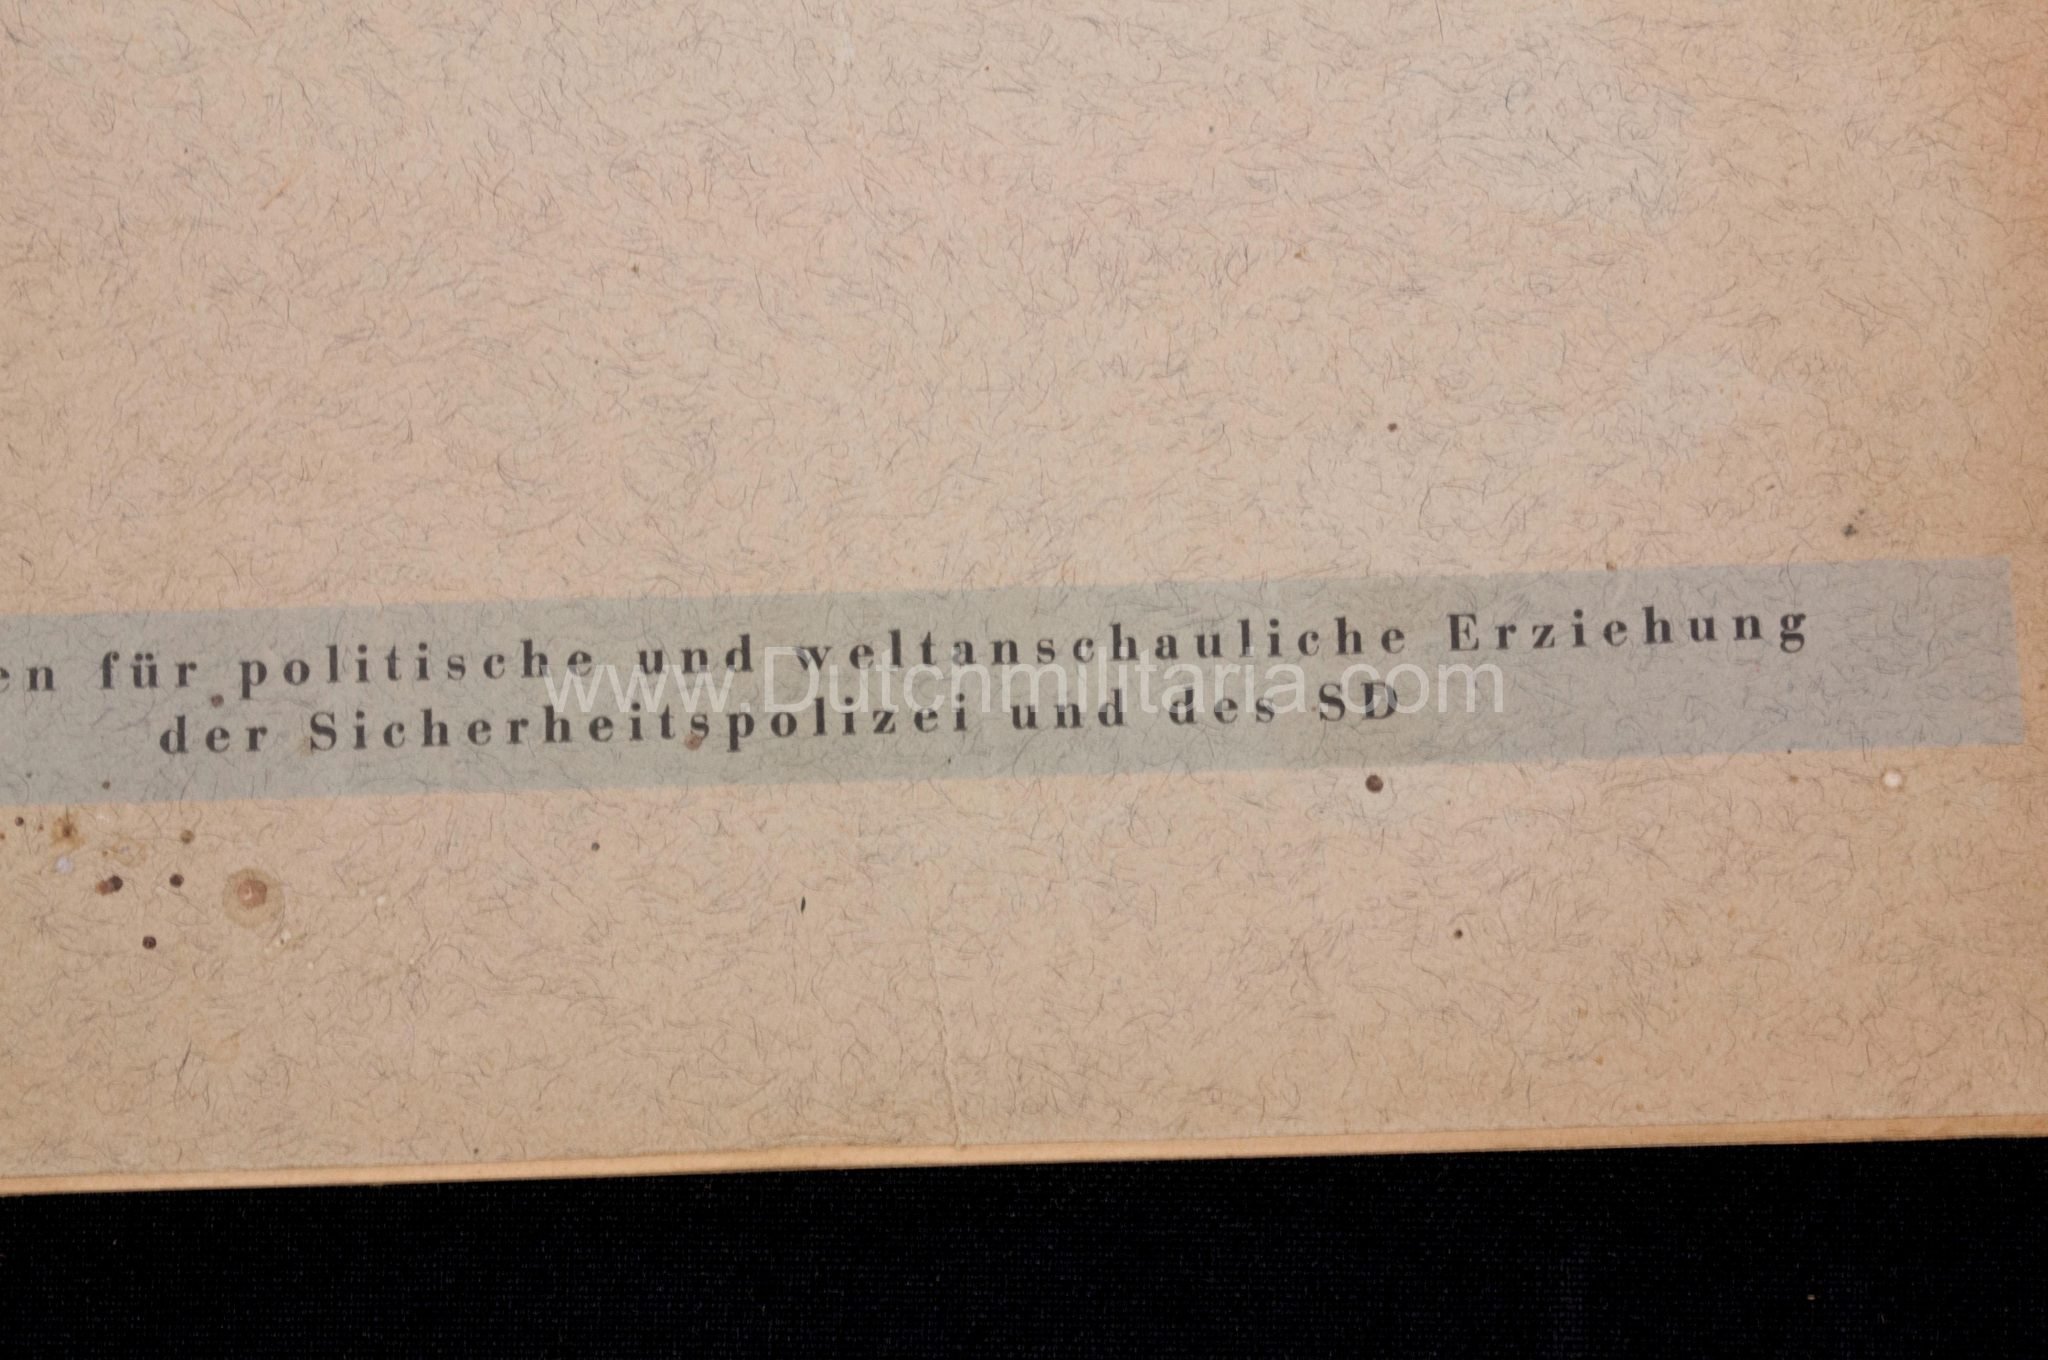 en für politische und weltanschauliche Erziehung
der Sicherheitspolizei und des SD
www.Dutchmilitaria.com